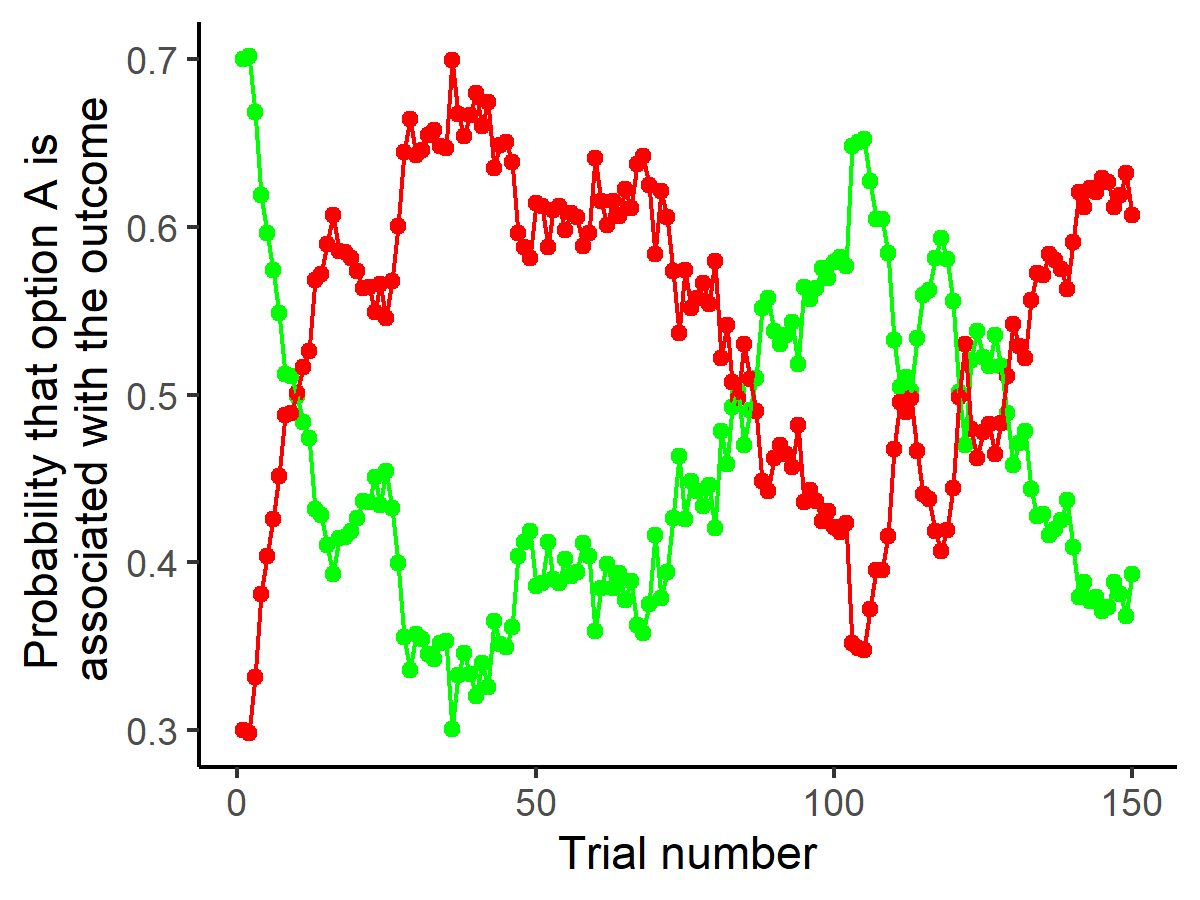 Probability that option A is
associated with the outcome
0.7
0.6
0.5
0.4
0.3
0 50 100 150
Trial number